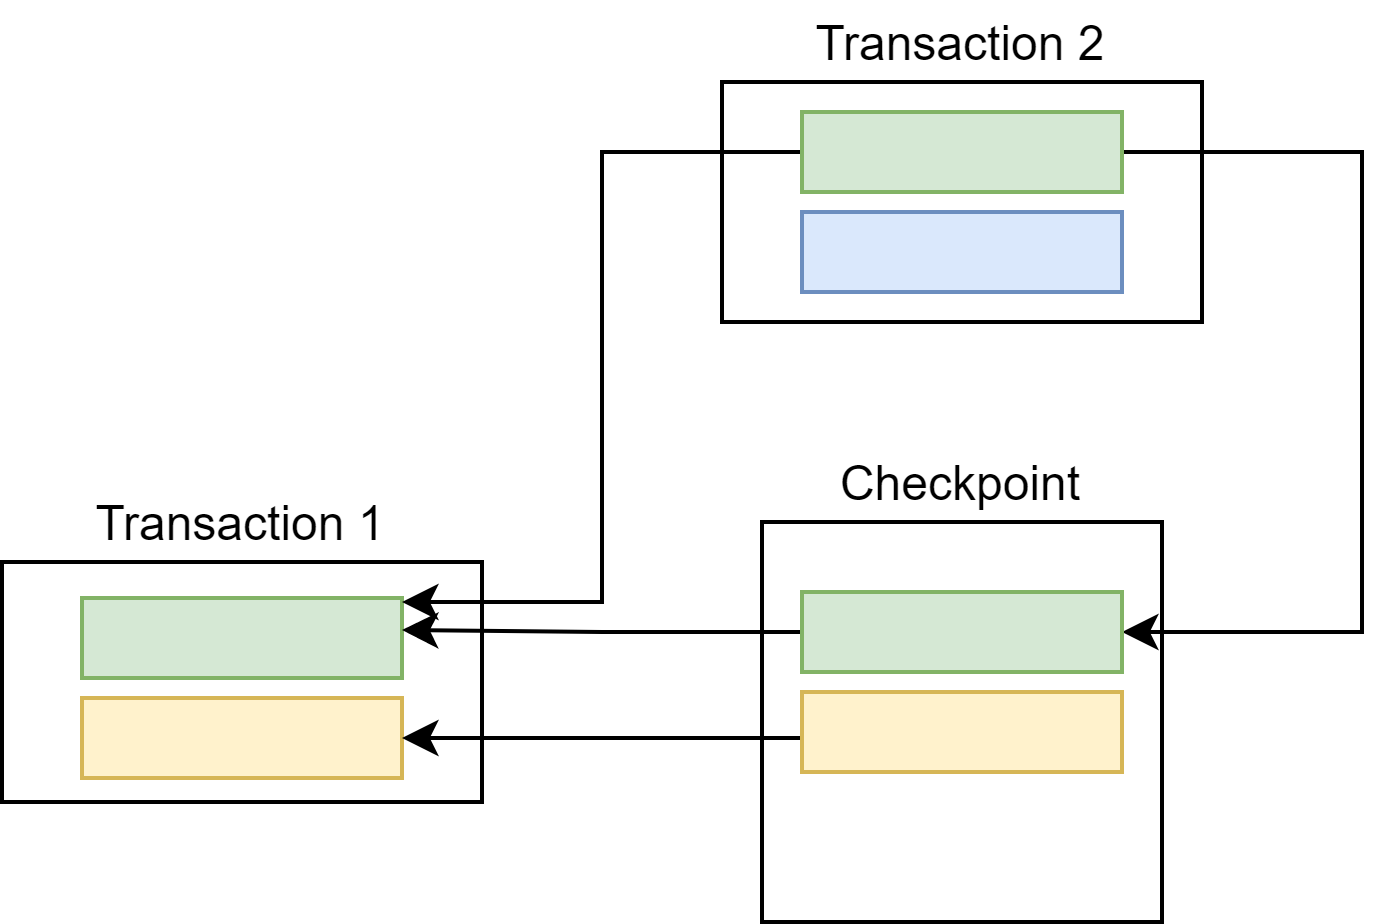 Transaction 2
Checkpoint
Transaction 1